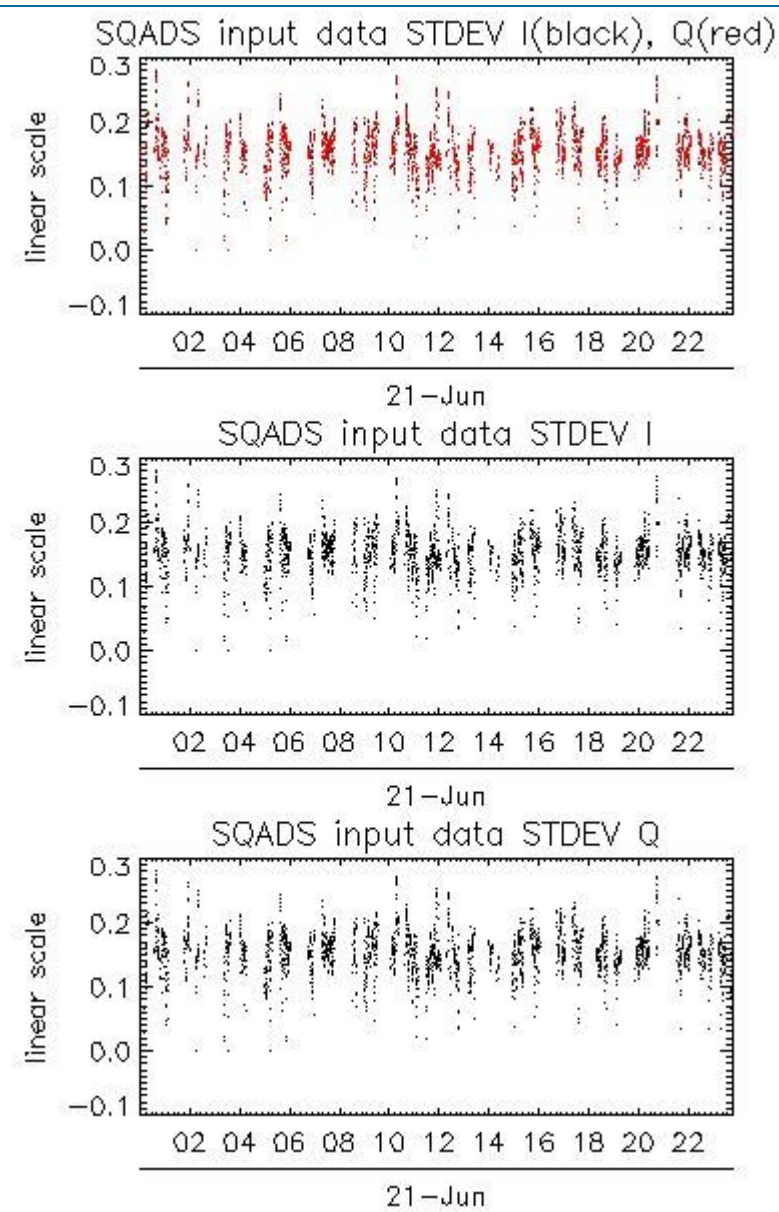 SQADS input data STDEV I(black), Q(red)
0.3
0.2
0.1
0.0
−0.1
linear scale
02 04 06 08 10 12 14 16 18 20 22
21−Jun
SQADS input data STDEV I
0.3
0.2
0.1
0.0
−0.1
linear scale
02 04 06 08 10 12 14 16 18 20 22
21−Jun
SQADS input data STDEV Q
0.3
0.2
0.1
0.0
−0.1
linear scale
02 04 06 08 10 12 14 16 18 20 22
21−Jun